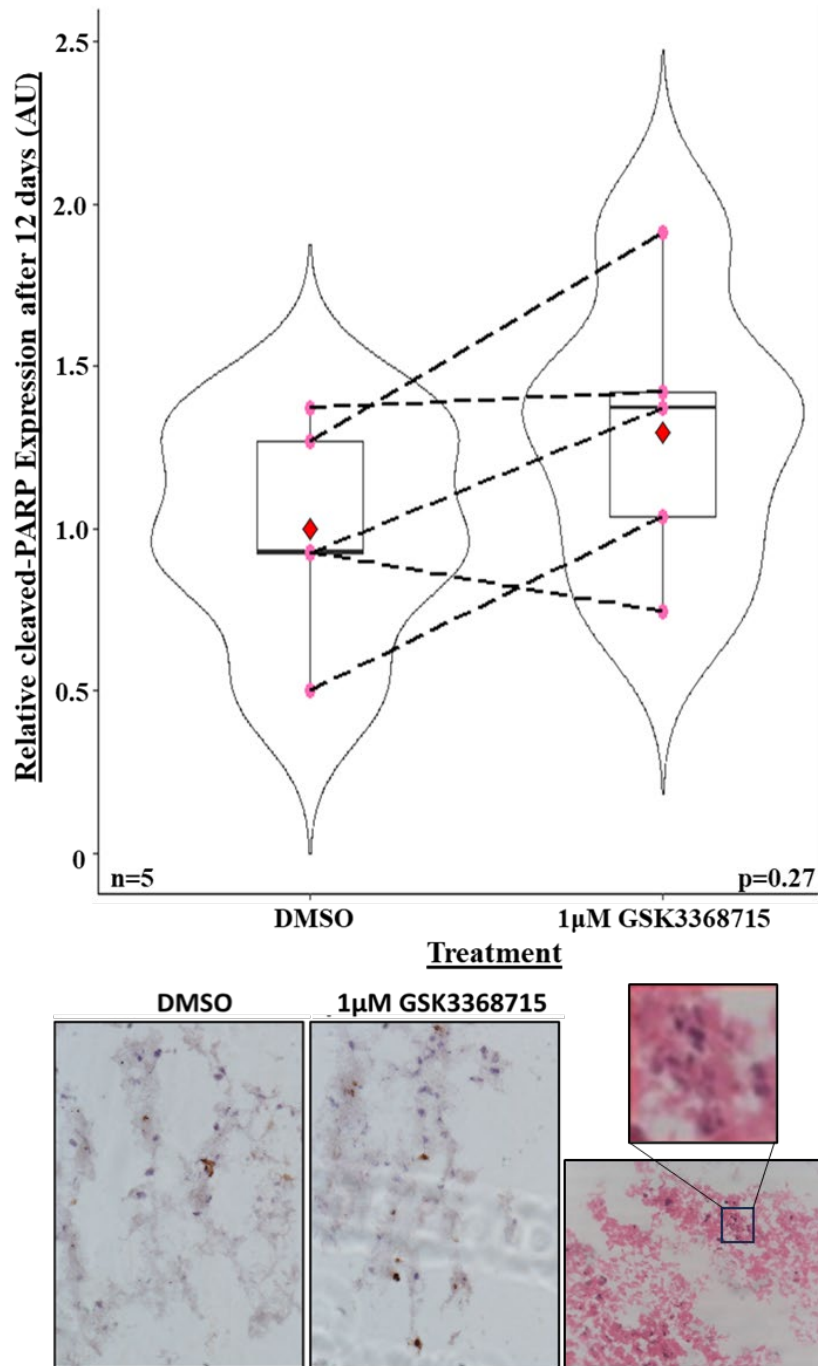 Relative cleaved-PARP Expression after 12 days (AU)
2.5
2.0
1.5
1.0
0.5
0
n=5
p=0.27
DMSO
1µM GSK3368715
Treatment
DMSO
1µM GSK3368715